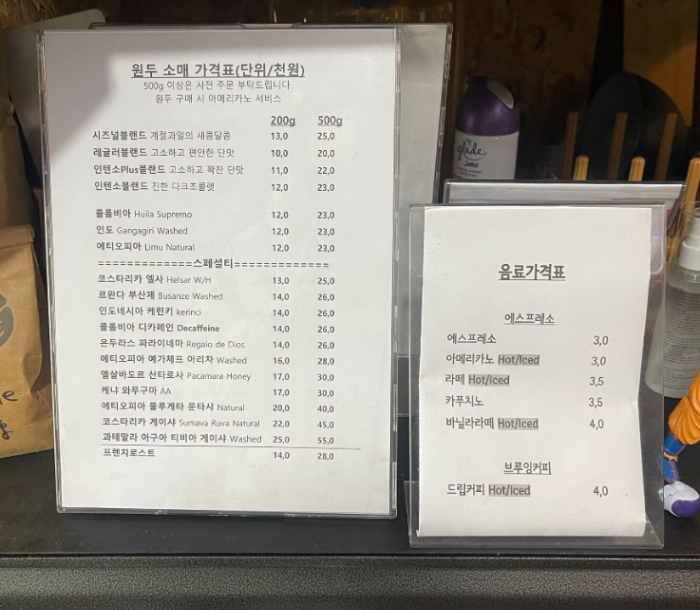 원두 소매 가격표(단위/천원)
500g 이상은 사전 주문 부탁드립니다.
원두 구매 시 아메리카노 서비스
200g 500g
시즈널블랜드 계절과일의 새콤달콤 13,0 25,0
레귤러블랜드 고소하고 편안한 단맛 10,0 20,0
인텐소Plus블랜드 고소하고 꽉찬 단맛 11,0 22,0
인텐소블랜드 진한 다크초콜렛 12,0 23,0
콜롬비아 Huila Supremo 12,0 23,0
인도 Gangagiri Washed 12,0 23,0
에티오피아 Limu Natural 12,0 23,0
=============스페셜티=============
코스타리카 엘사 Helsar W/H 13,0 25,0
르완다 부산제 Busanze Washed 14,0 26,0
인도네시아 케린키 kerinci 14,0 26,0
콜롬비아 디카페인 Decaffeine 14,0 26,0
온두라스 파라이네마 Regalo de Dios 14,0 26,0
에티오피아 예가체프 아리차 Washed 16,0 28,0
엘살바도르 산타로사 Pacamara Honey 17,0 30,0
케냐 와무구마 AA 17,0 30,0
에티오피아 물루게타 문타샤 Natural 20,0 40,0
코스타리카 게이샤 Sumava Ruva Natural 22,0 45,0
과테말라 아구아 티비아 게이샤 Washed 25,0 55,0
프렌치로스트 14,0 28,0
glade
음료가격표
에스프레소
에스프레소 3,0
아메리카노 Hot/Iced 3,0
라떼 Hot/Iced 3,5
카푸치노 3,5
바닐라라떼 Hot/Iced 4,0
브루잉커피
드립커피 Hot/Iced 4,0